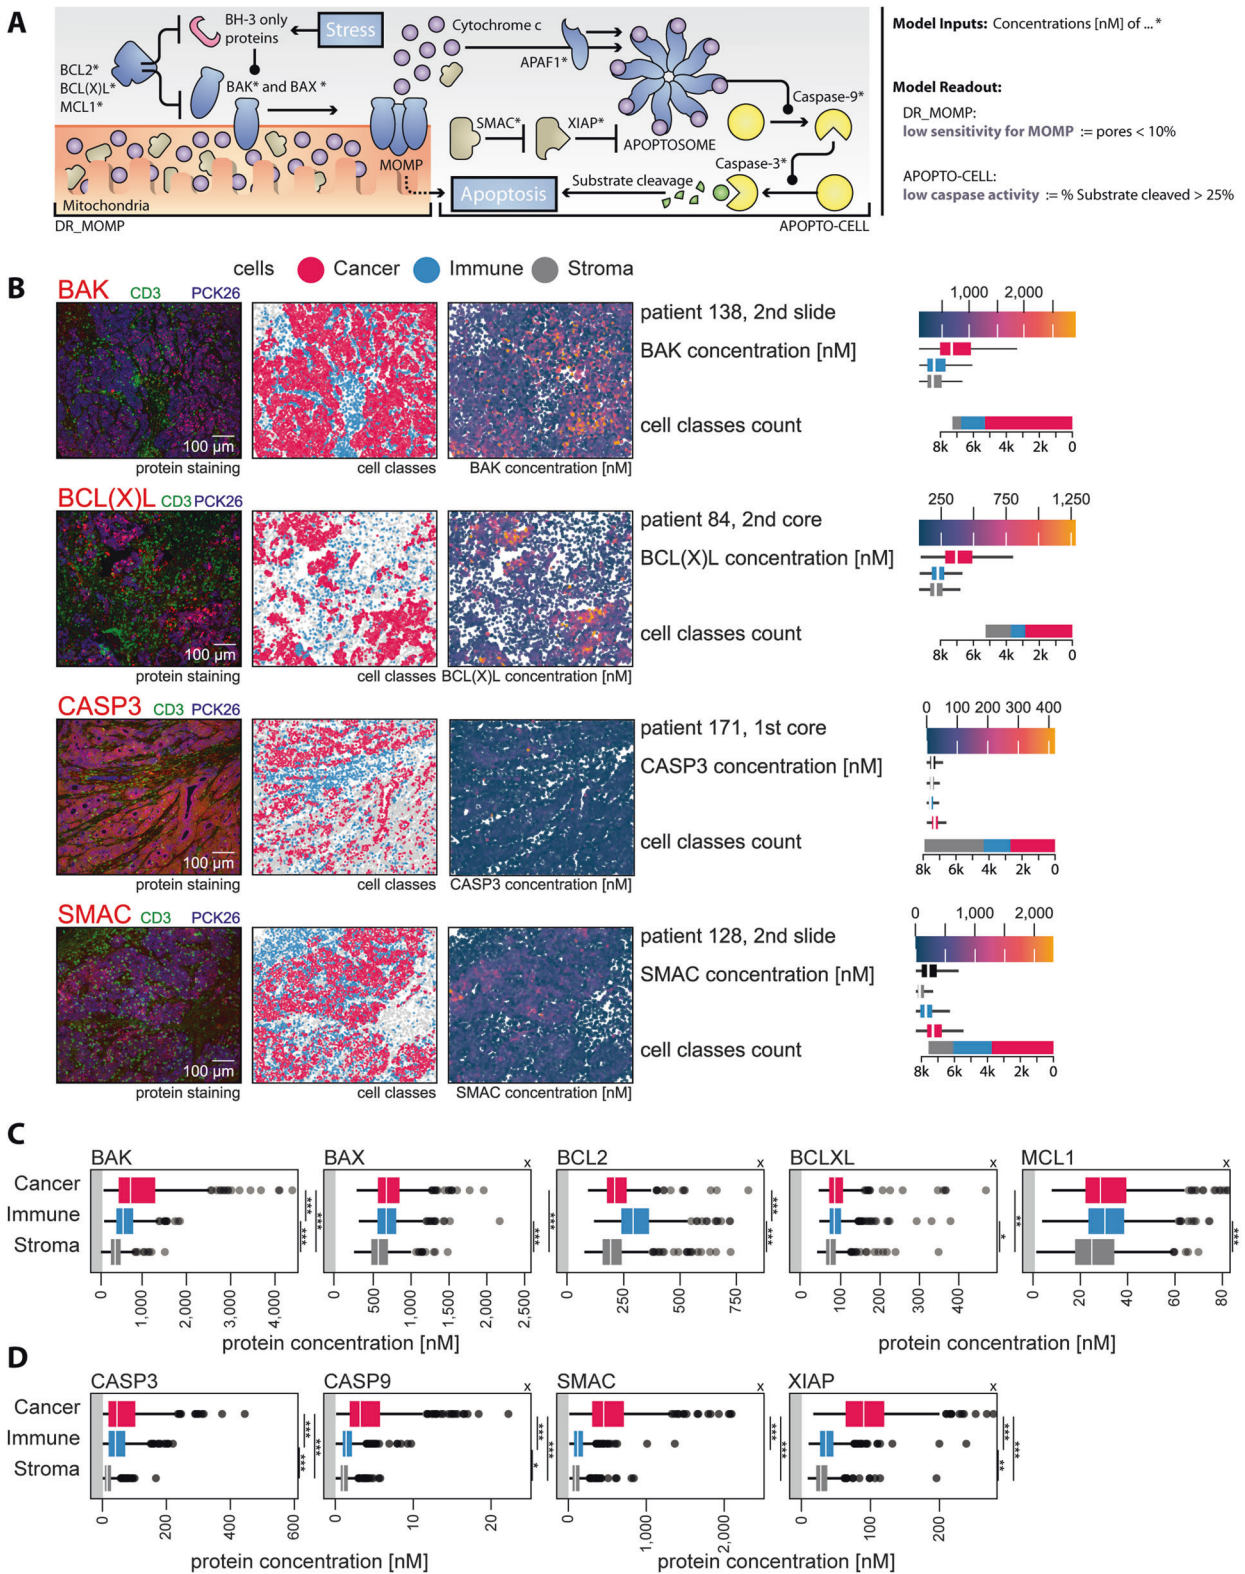 A
BH-3 only
proteins
Stress
Cytochrome c
APAF1*
BCL2*
BCL(X)L*
MCL1*
BAK* and BAX *
Caspase-9*
SMAC*
XIAP*
APOPTOSOME
MOMP
Caspase-3*
Substrate cleavage
Apoptosis
Mitochondria
DR_MOMP
APOPTO-CELL
Model Inputs: Concentrations [nM] of ... *
Model Readout:
DR_MOMP:
low sensitivity for MOMP := pores < 10%
APOPTO-CELL:
low caspase activity := % Substrate cleaved > 25%
B
cells Cancer Immune Stroma
BAK CD3 PCK26
100 µm
protein staining
cell classes
BAK concentration [nM]
patient 138, 2nd slide
BAK concentration [nM]
cell classes count
1,000 2,000
8k 6k 4k 2k 0
BCL(X)L CD3 PCK26
100 µm
protein staining
cell classes
BCL(X)L concentration [nM]
patient 84, 2nd core
BCL(X)L concentration [nM]
cell classes count
250 750 1,250
8k 6k 4k 2k 0
CASP3 CD3 PCK26
100 µm
protein staining
cell classes
CASP3 concentration [nM]
patient 171, 1st core
CASP3 concentration [nM]
cell classes count
0 100 200 300 400
8k 6k 4k 2k 0
SMAC CD3 PCK26
100 µm
protein staining
cell classes
SMAC concentration [nM]
patient 128, 2nd slide
SMAC concentration [nM]
cell classes count
0 1,000 2,000
8k 6k 4k 2k 0
C
BAK
BAX x
BCL2 x
BCLXL x
MCL1 x
Cancer
Immune
Stroma
*** *** ***
*** ***
*** ***
* **
***
0 1,000 2,000 3,000 4,000
500 1,000 1,500 2,000 2,500
0 250 500 750
0 100 200 300 400
0 20 40 60 80
protein concentration [nM]
protein concentration [nM]
protein concentration [nM]
D
CASP3
CASP9 x
SMAC x
XIAP x
Cancer
Immune
Stroma
*** *** ***
* *** ***
*** ***
** *** ***
0 200 400 600
0 10 20
0 1,000 2,000
0 100 200
protein concentration [nM]
protein concentration [nM]